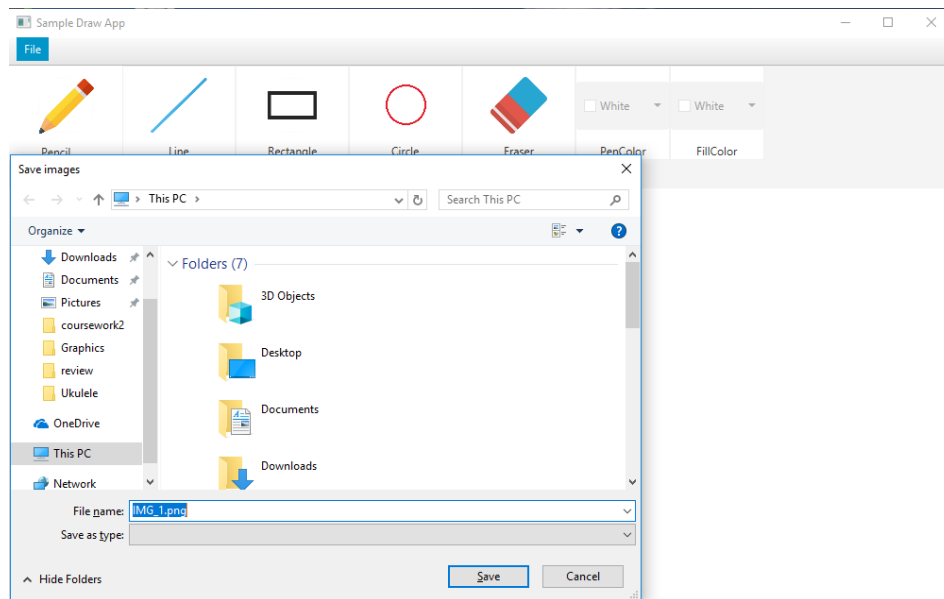 Sample Draw App
File
White White
Pencil Line Rectangle Circle Eraser PenColor FillColor
Save images
This PC
Search This PC
Organize
Downloads
Documents
Pictures
coursework2
Graphics
review
Ukulele
OneDrive
This PC
Network
Folders (7)
3D Objects
Desktop
Documents
Downloads
File name: IMG_1.png
Save as type:
Hide Folders
Save Cancel